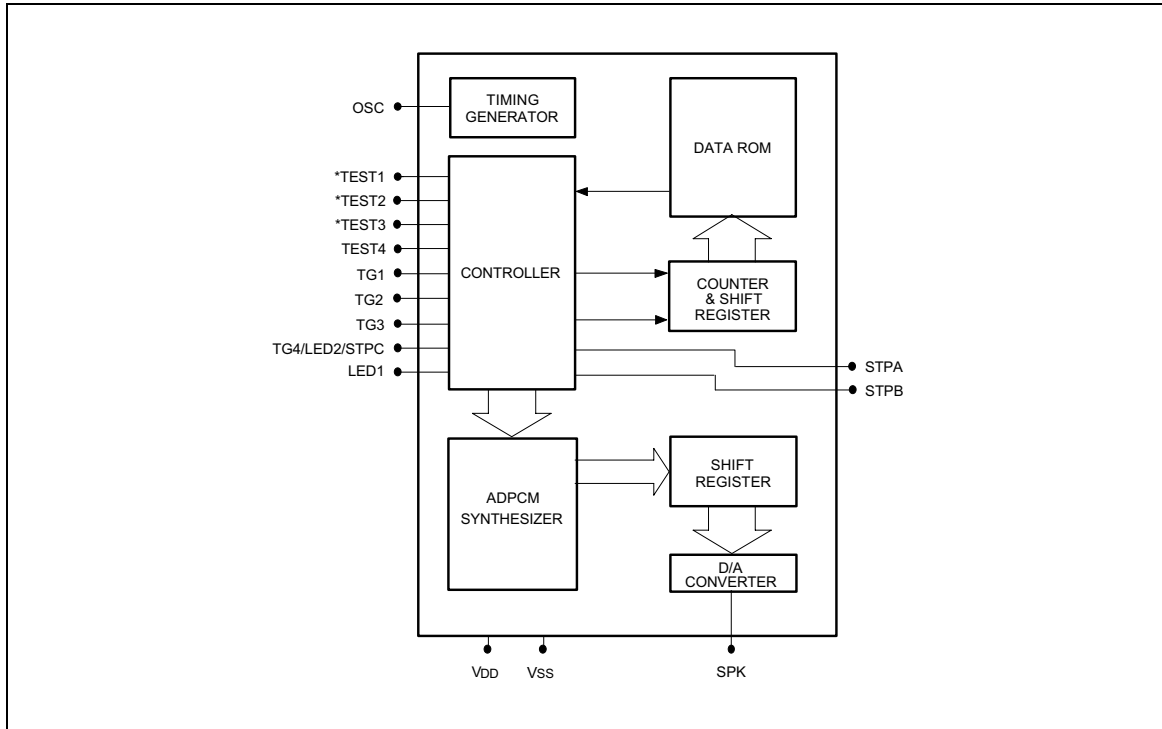 OSC
TIMING
GENERATOR
DATA ROM
*TEST1
*TEST2
*TEST3
TEST4
TG1
TG2
TG3
TG4/LED2/STPC
LED1
CONTROLLER
COUNTER
& SHIFT
REGISTER
STPA
STPB
ADPCM
SYNTHESIZER
SHIFT
REGISTER
D/A
CONVERTER
VDD
VSS
SPK